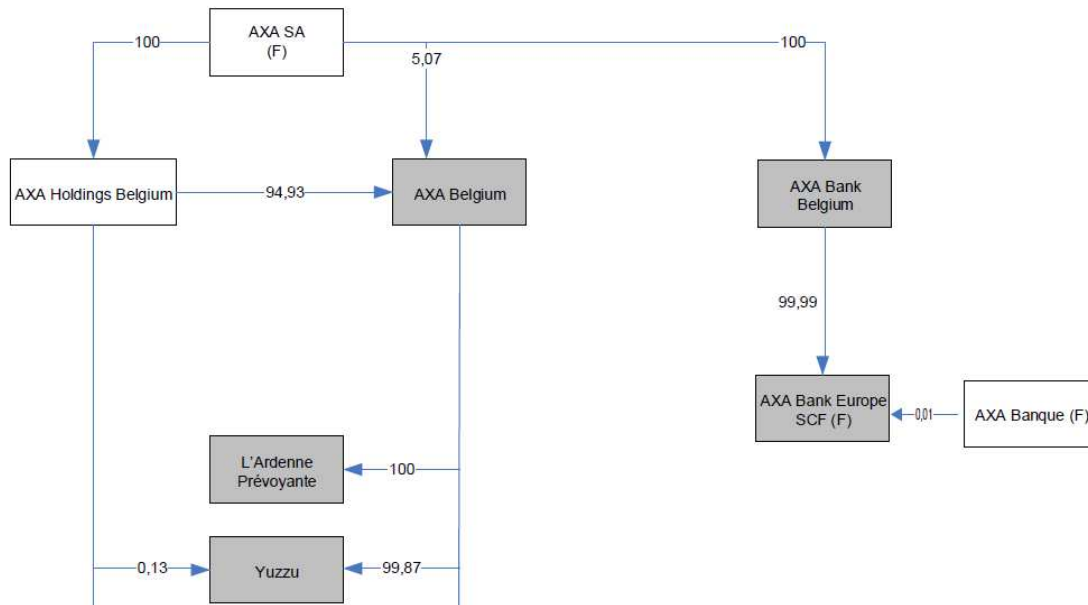 AXA SA
(F)
100
5,07
100
AXA Holdings Belgium
94,93
AXA Belgium
AXA Bank
Belgium
99,99
AXA Bank Europe
SCF (F)
0,01
AXA Banque (F)
L'Ardenne
Prévoyante
100
0,13
Yuzzu
99,87